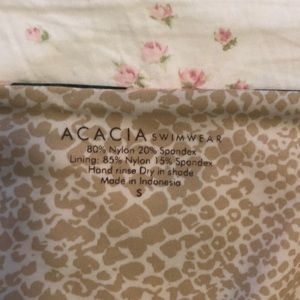 ACACIA SWIMWEAR
80% Nylon 20% Spandex
Lining: 85% Nylon 15% Spandex
Hand rinse Dry in shade
Made in Indonesia
S